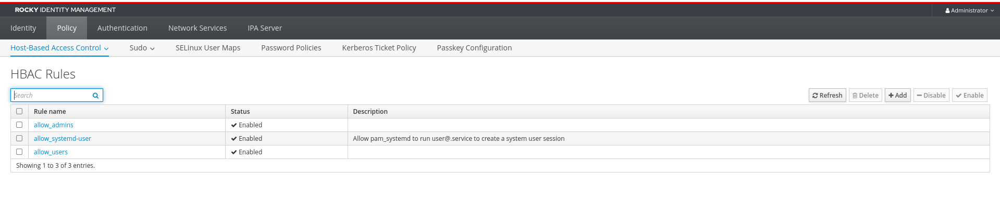 ROCKY IDENTITY MANAGEMENT Administrator
Identity Policy Authentication Network Services IPA Server
Host-Based Access Control Sudo SELinux User Maps Password Policies Kerberos Ticket Policy Passkey Configuration
HBAC Rules
Search Refresh Delete Add Disable Enable
Rule name Status Description
allow_admins Enabled
allow_systemd-user Enabled Allow pam_systemd to run user@.service to create a system user session
allow_users Enabled
Showing 1 to 3 of 3 entries.